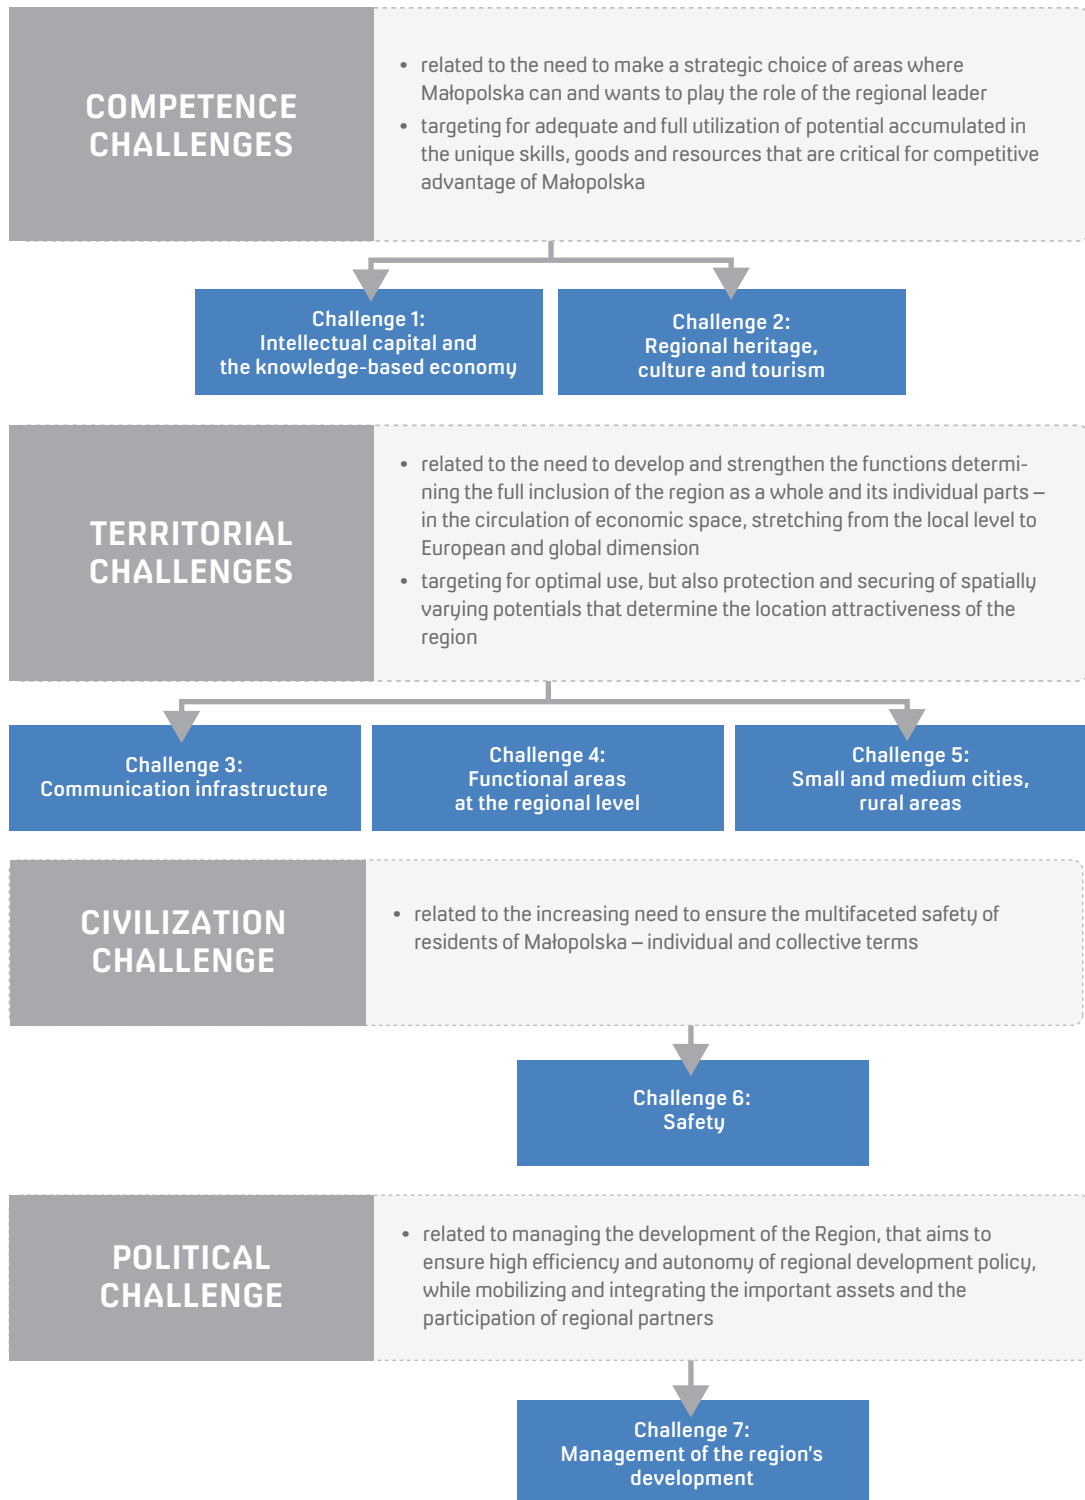 COMPETENCE
CHALLENGES
• related to the need to make a strategic choice of areas where
Małopolska can and wants to play the role of the regional leader
• targeting for adequate and full utilization of potential accumulated in
the unique skills, goods and resources that are critical for competitive
advantage of Małopolska
Challenge 1:
Intellectual capital and
the knowledge-based economy
Challenge 2:
Regional heritage,
culture and tourism
TERRITORIAL
CHALLENGES
• related to the need to develop and strengthen the functions determi-
ning the full inclusion of the region as a whole and its individual parts –
in the circulation of economic space, stretching from the local level to
European and global dimension
• targeting for optimal use, but also protection and securing of spatially
varying potentials that determine the location attractiveness of the
region
Challenge 3:
Communication infrastructure
Challenge 4:
Functional areas
at the regional level
Challenge 5:
Small and medium cities,
rural areas
CIVILIZATION
CHALLENGE
• related to the increasing need to ensure the multifaceted safety of
residents of Małopolska – individual and collective terms
Challenge 6:
Safety
POLITICAL
CHALLENGE
• related to managing the development of the Region, that aims to
ensure high efficiency and autonomy of regional development policy,
while mobilizing and integrating the important assets and the
participation of regional partners
Challenge 7:
Management of the region's
development